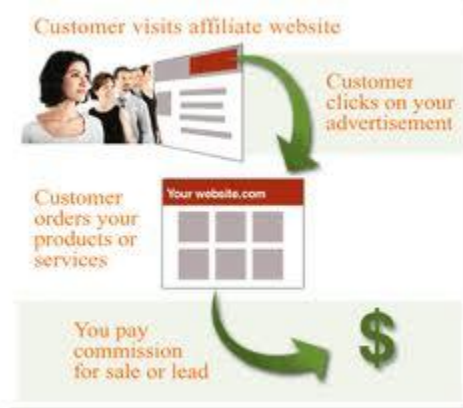 Customer visits affiliate website
Customer
clicks on your
advertisement
Your website.com
Customer
orders your
products or
services
$
You pay
commission
for sale or lead